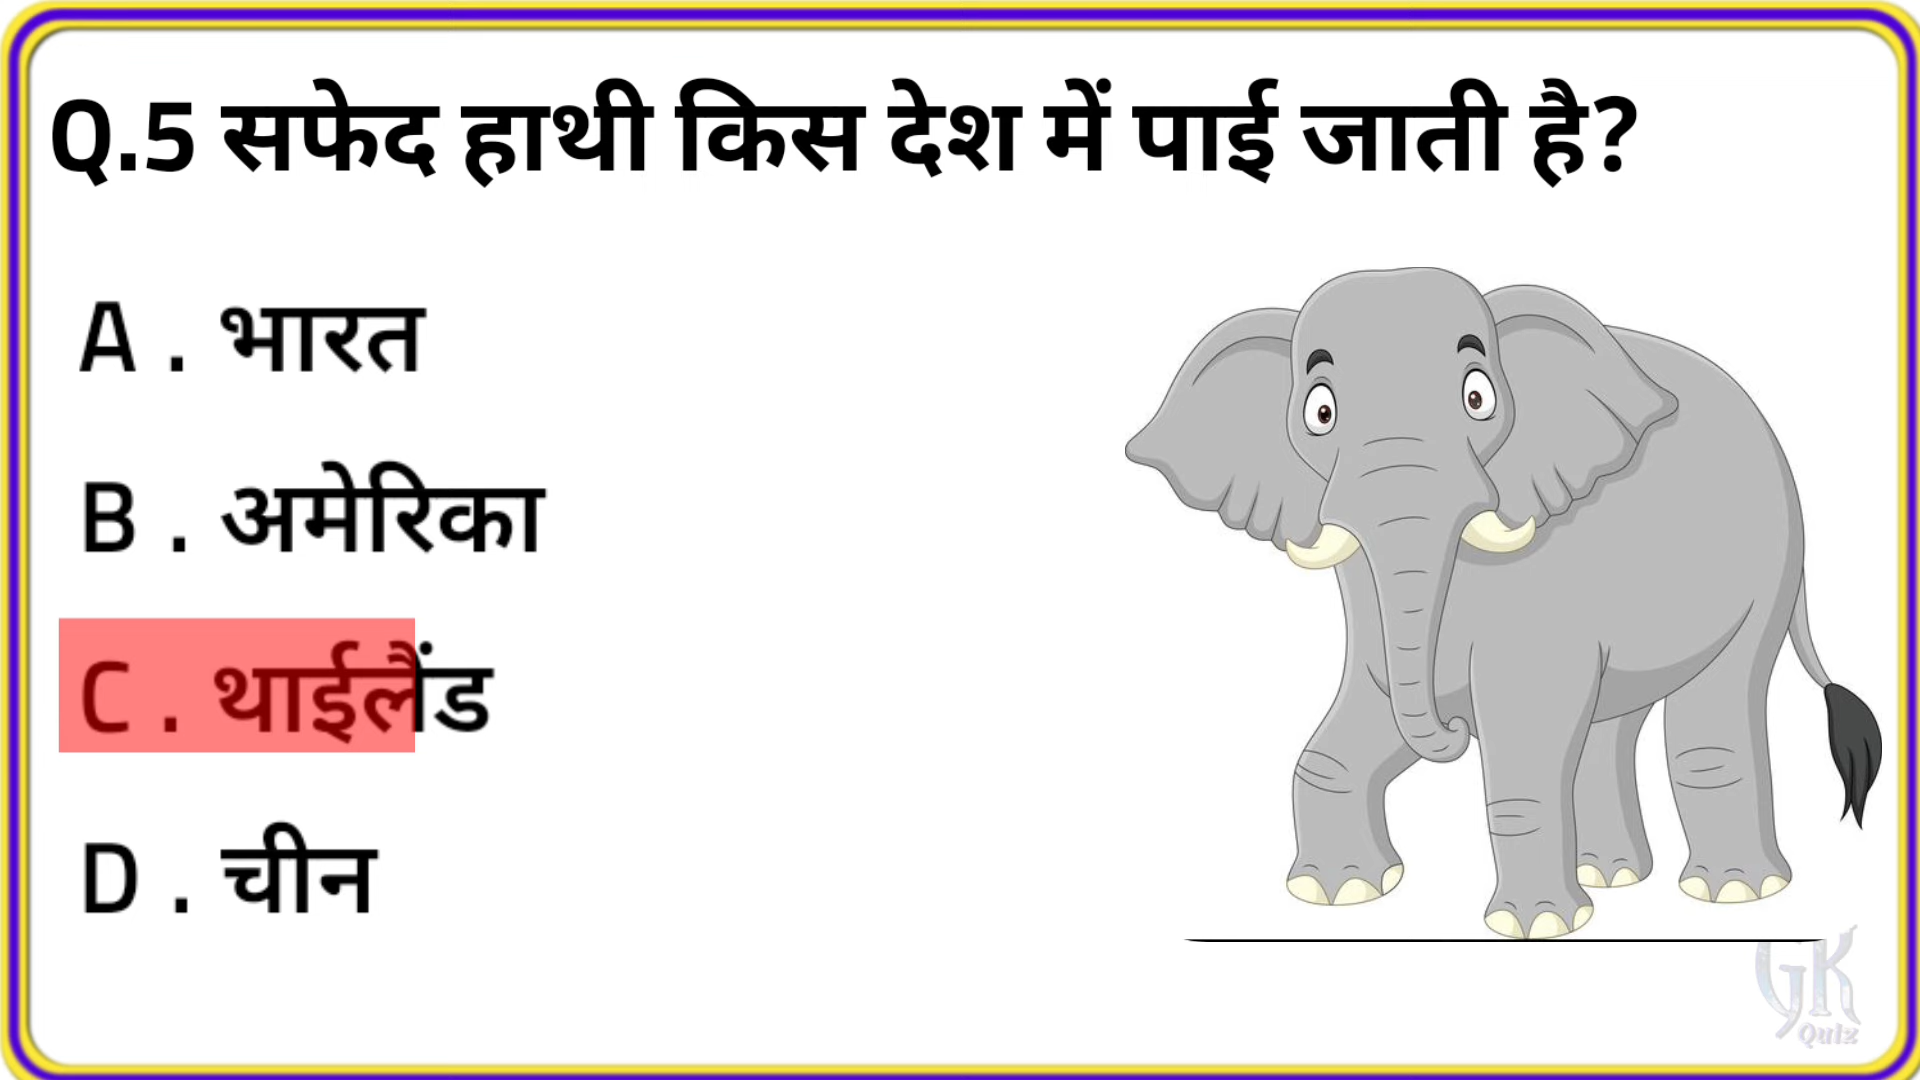 Q.5 सफेद हाथी किस देश में पाई जाती है?
A . भारत
B . अमेरिका
C . थाईलैंड
D . चीन
GK
Quiz